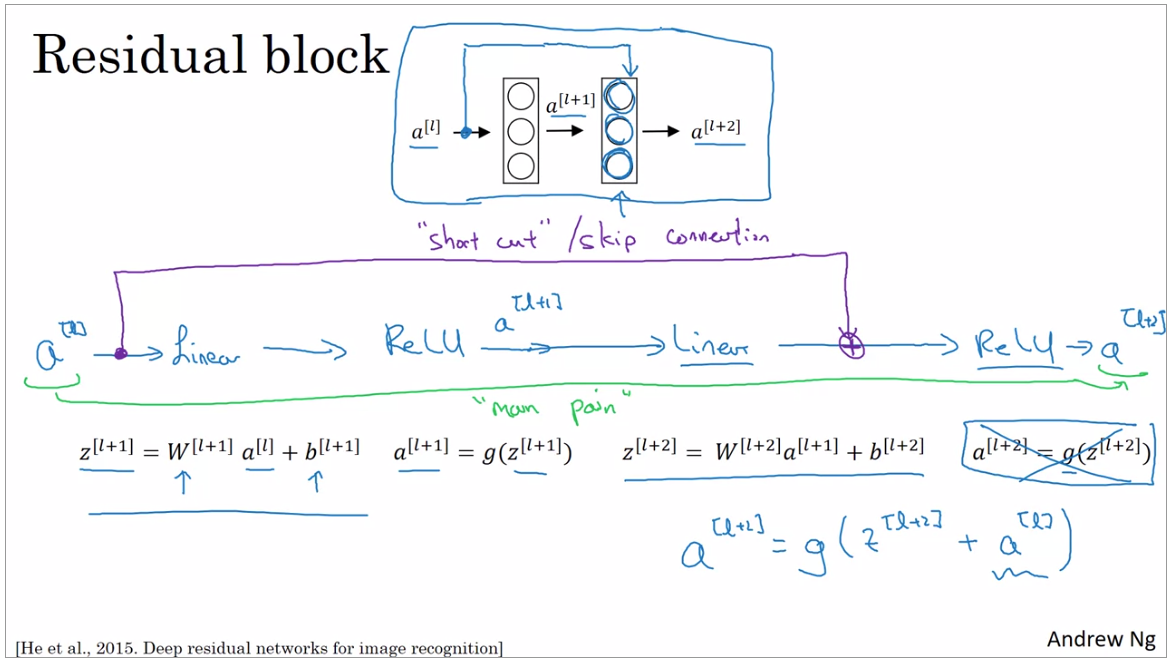 Residual block
a^[l] a^[l+1] a^[l+2]
"short cut" / skip connection
a^[l] Linear ReLU a^[l+1] Linear ReLU a^[l+2]
"main pain"
z^[l+1] = W^[l+1] a^[l] + b^[l+1] a^[l+1] = g(z^[l+1]) z^[l+2] = W^[l+2] a^[l+1] + b^[l+2] a^[l+2] = g(z^[l+2])
a^[l+2] = g(z^[l+2] + a^[l])
[He et al., 2015. Deep residual networks for image recognition]
Andrew Ng